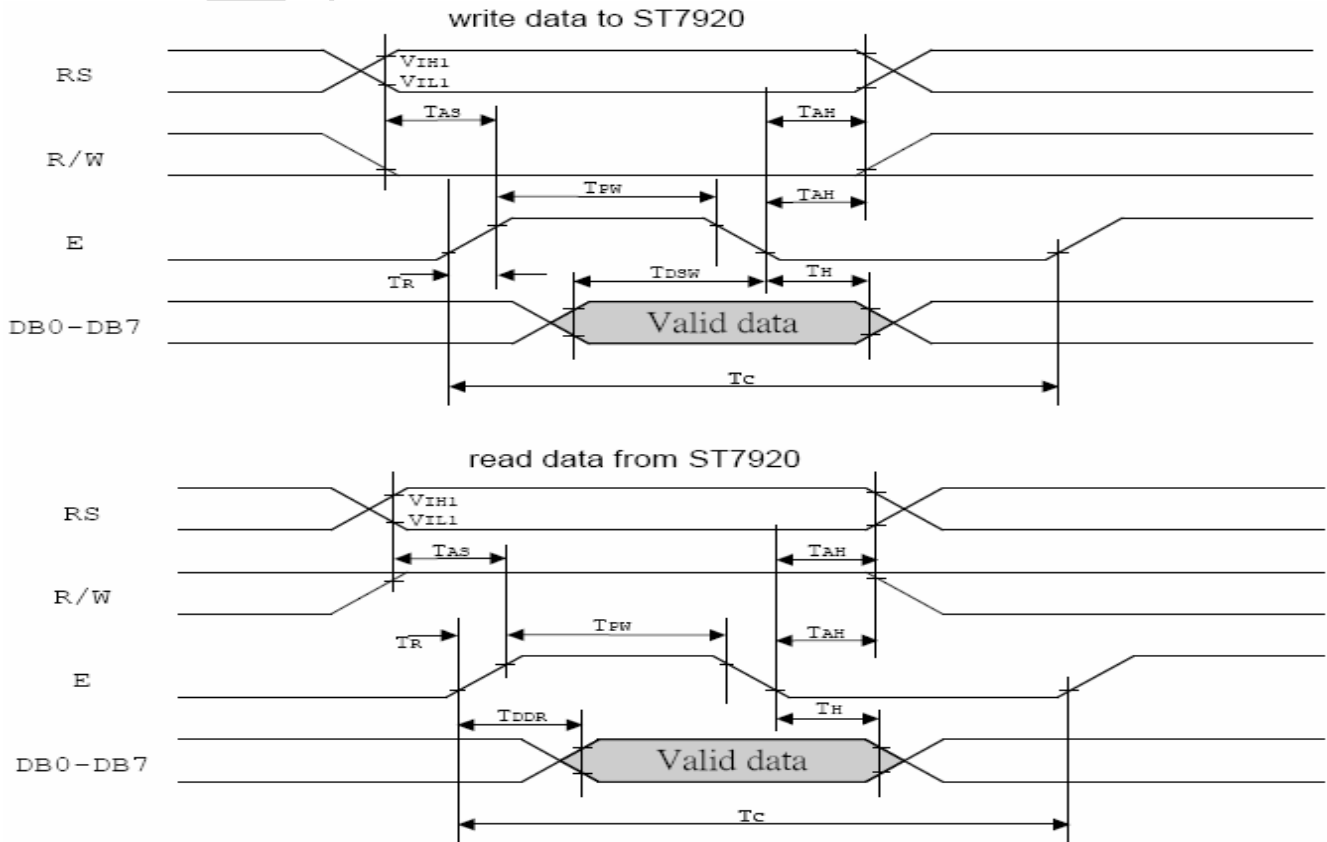 write data to ST7920
RS
VIH1
VIL1
TAS
TAH
R/W
TPW
TAH
E
TR
TDSW
TH
DB0-DB7
Valid data
TC
read data from ST7920
RS
VIH1
VIL1
TAS
TAH
R/W
TR
TPW
TAH
E
TDDR
TH
DB0-DB7
Valid data
TC